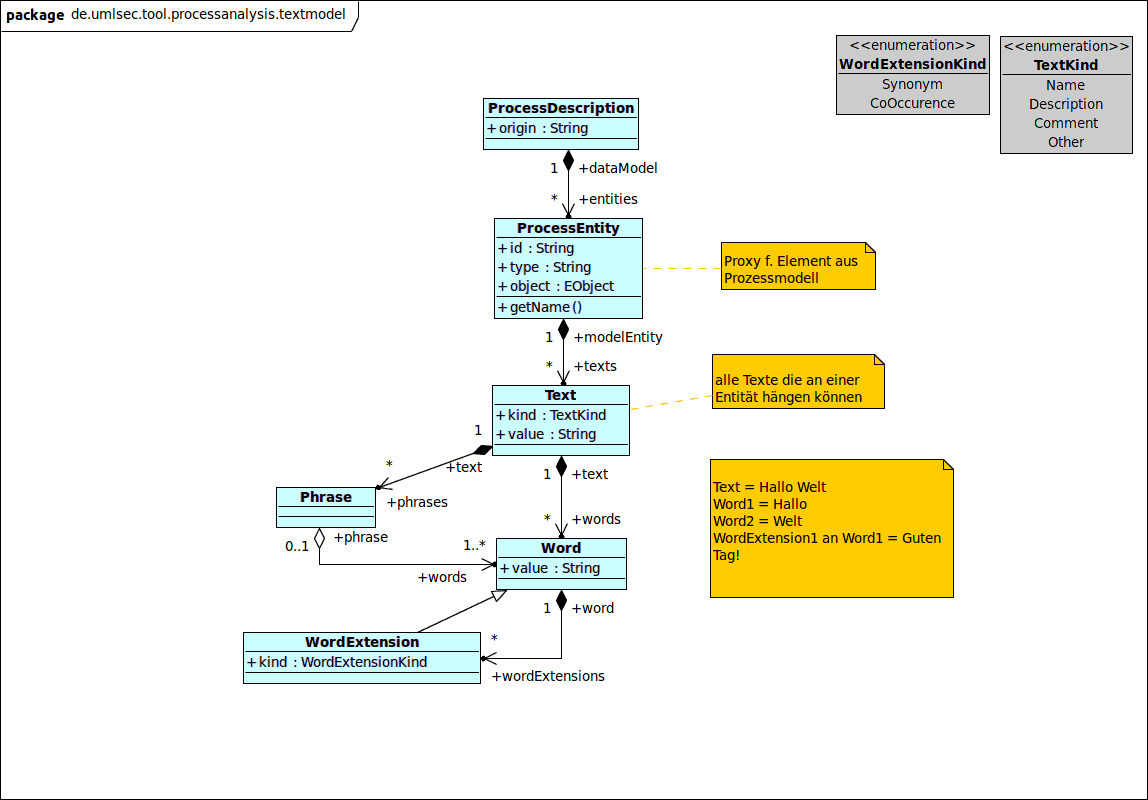 package de.umlsec.tool.processanalysis.textmodel
<<enumeration>>
WordExtensionKind
Synonym
CoOccurence
<<enumeration>>
TextKind
Name
Description
Comment
Other
ProcessDescription
+ origin : String
1 +dataModel
* +entities
ProcessEntity
+ id : String
+ type : String
+ object : EObject
+ getName ()
Proxy f. Element aus
Prozessmodell
1 +modelEntity
* +texts
Text
+ kind : TextKind
+ value : String
alle Texte die an einer
Entität hängen können
1
* +text
+phrases
1 +text
* +words
Phrase
0..1 +phrase
1..*
+words
Word
+ value : String
Text = Hallo Welt
Word1 = Hallo
Word2 = Welt
WordExtension1 an Word1 = Guten
Tag!
1 +word
*
+wordExtensions
WordExtension
+ kind : WordExtensionKind